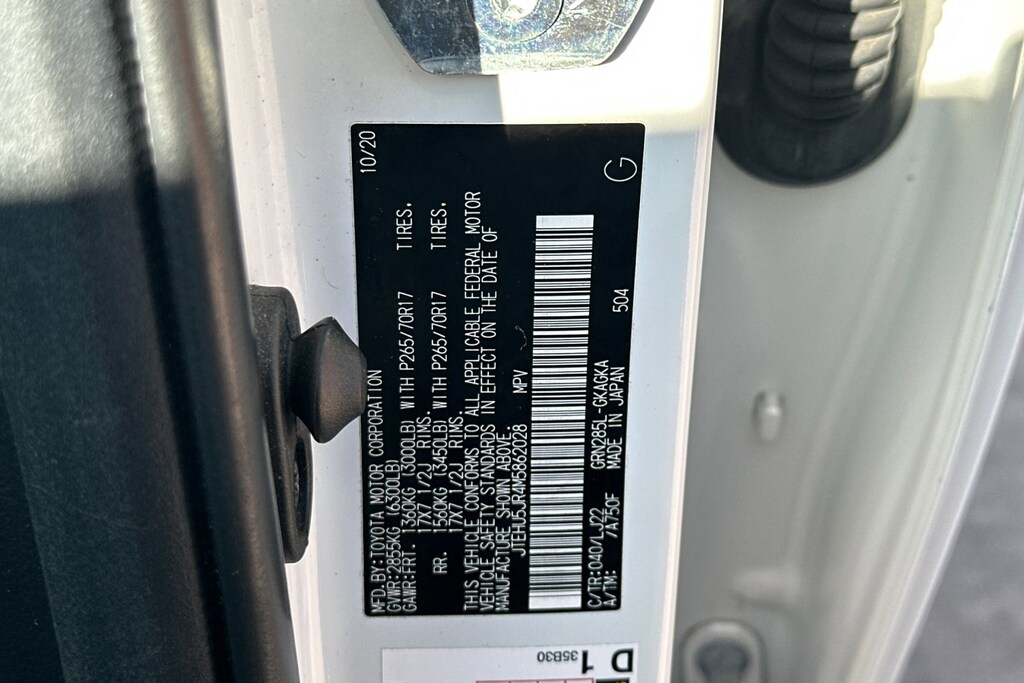 MFD.BY:TOYOTA MOTOR CORPORATION 10/20
GVWR:2855KG (6300LB)
GAWR:FRT. 1360KG (3000LB) WITH P265/70R17 TIRES.
17X7 1/2J RIMS.
RR. 1560KG (3450LB) WITH P265/70R17 TIRES.
17X7 1/2J RIMS.
THIS VEHICLE CONFORMS TO ALL APPLICABLE FEDERAL MOTOR
VEHICLE SAFETY STANDARDS IN EFFECT ON THE DATE OF
MANUFACTURE SHOWN ABOVE.
JTEHU5JR4M5862028 MPV
C/TR:040/LJ22 GRN285L-GKAGKA 504
A/TM: /A750F MADE IN JAPAN
G
D 1
35B30